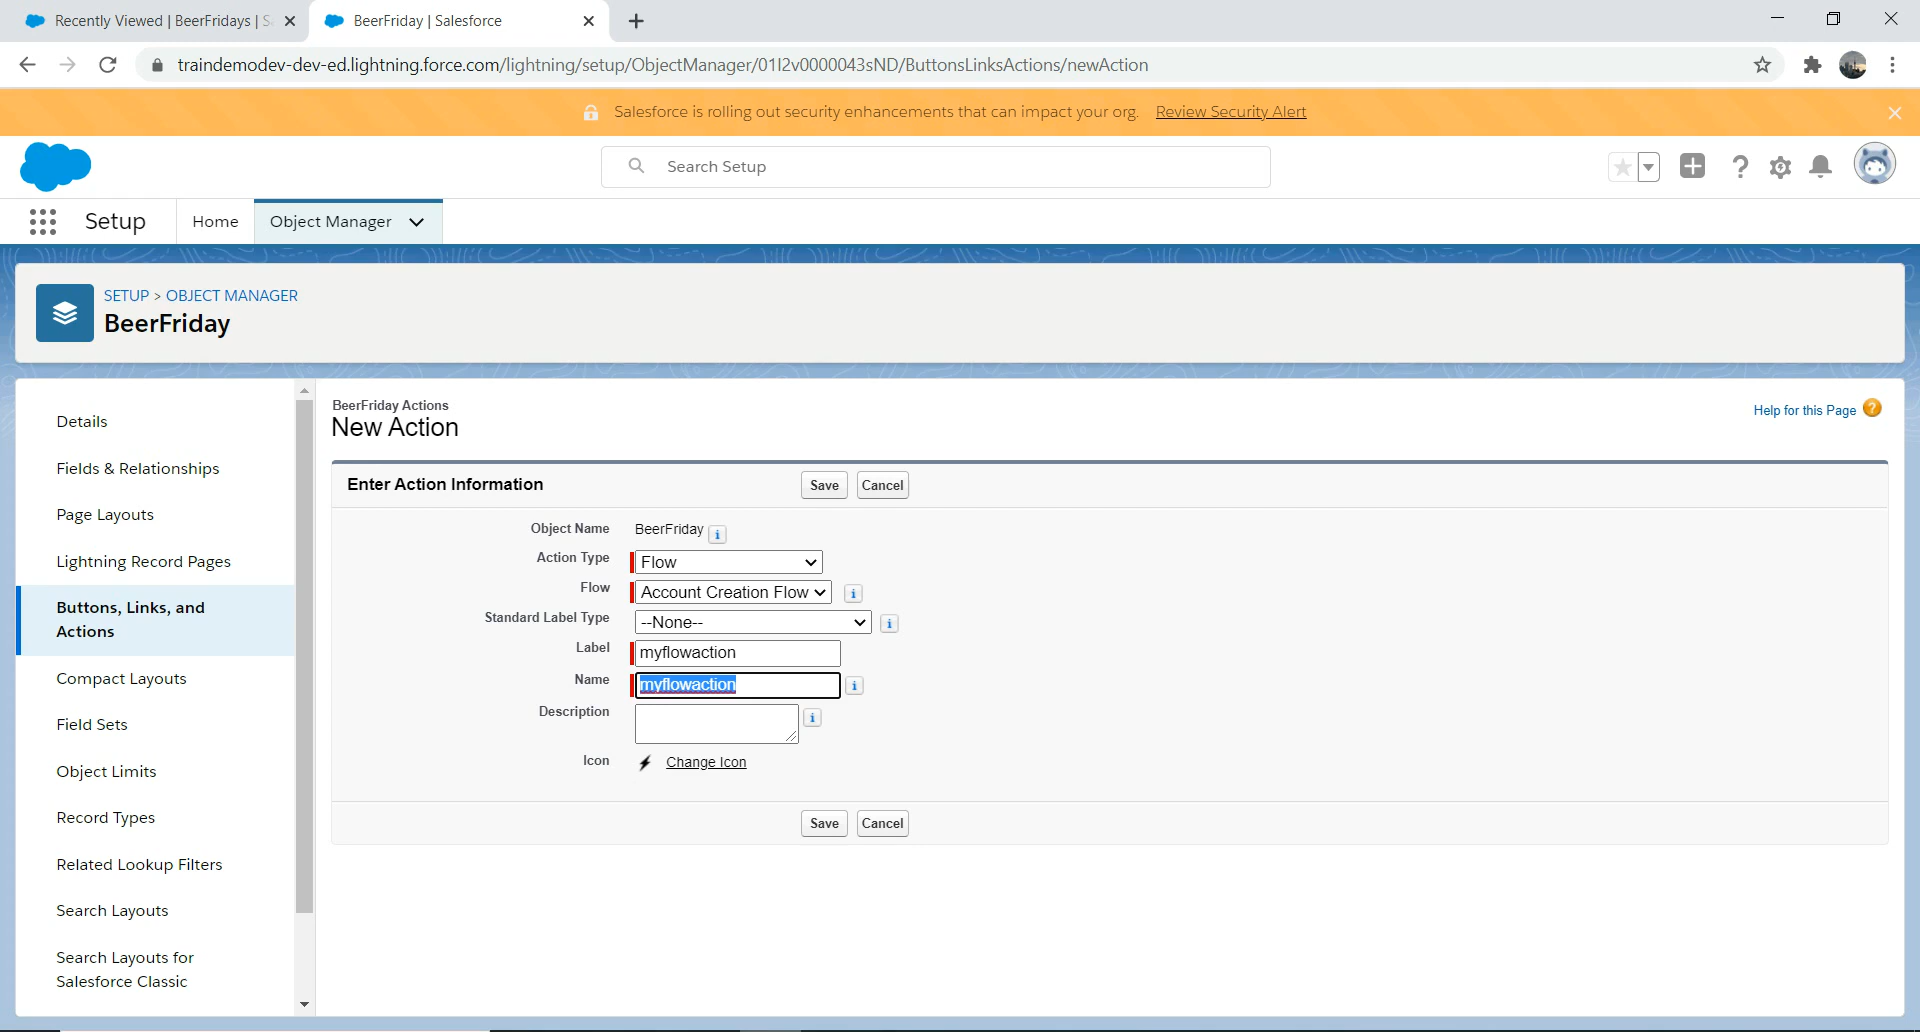 Recently Viewed | BeerFridays | S
BeerFriday | Salesforce
traindemodev-dev-ed.lightning.force.com/lightning/setup/ObjectManager/01I2v0000043sND/ButtonsLinksActions/newAction
Salesforce is rolling out security enhancements that can impact your org. Review Security Alert
Search Setup
Setup
Home
Object Manager
SETUP > OBJECT MANAGER
BeerFriday
Details
Fields & Relationships
Page Layouts
Lightning Record Pages
Buttons, Links, and
Actions
Compact Layouts
Field Sets
Object Limits
Record Types
Related Lookup Filters
Search Layouts
Search Layouts for
Salesforce Classic
BeerFriday Actions
New Action
Help for this Page ?
Enter Action Information
Save
Cancel
Object Name BeerFriday i
Action Type Flow
Flow Account Creation Flow i
Standard Label Type --None-- i
Label myflowaction
Name myflowaction i
Description i
Icon Change Icon
Save
Cancel